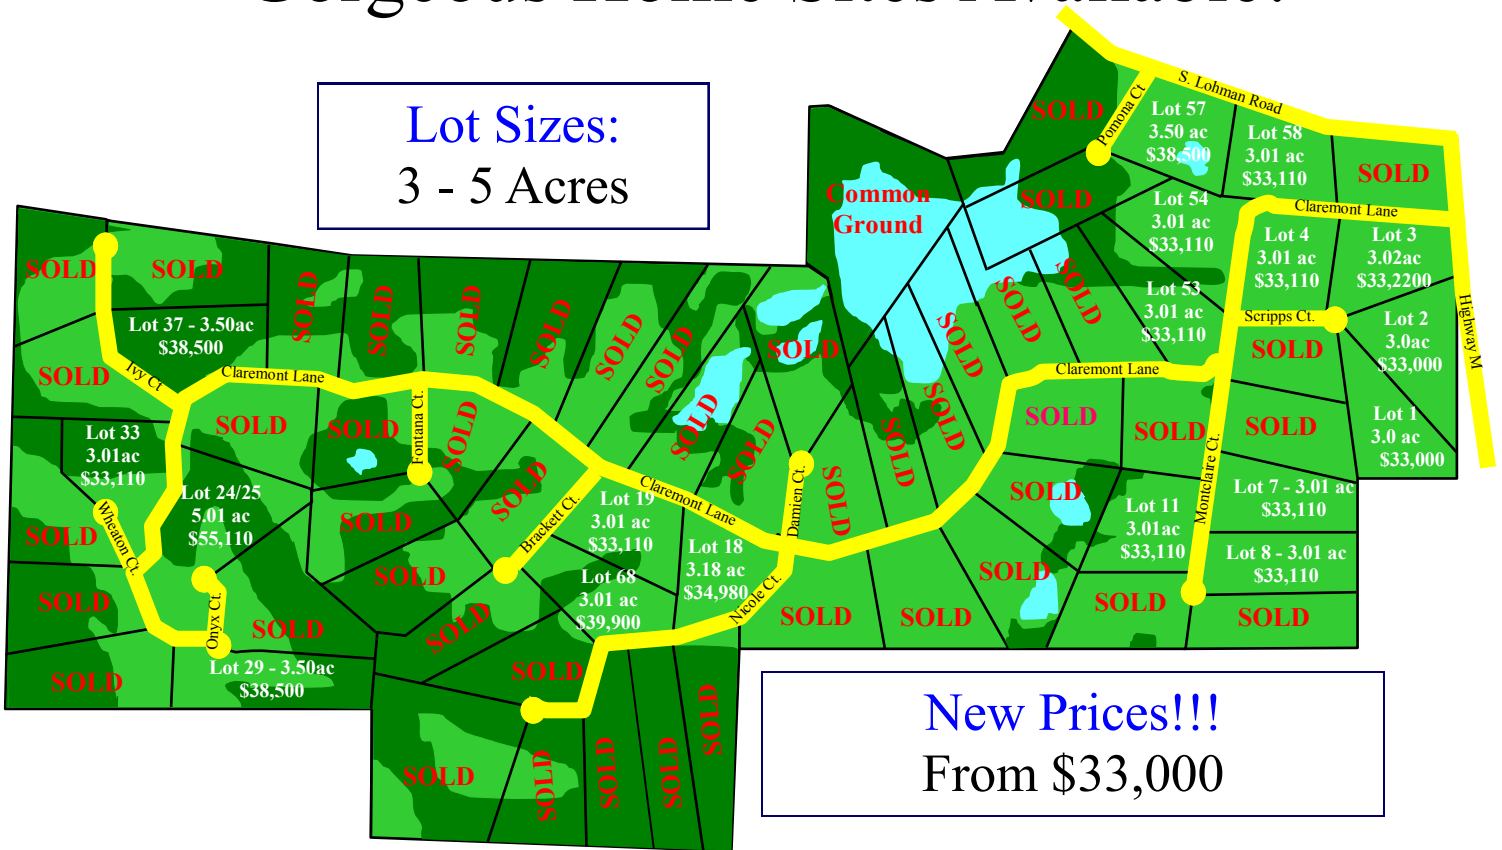 Gorgeous Home Sites Available!
Lot Sizes:
3 - 5 Acres
S. Lohman Road
Pomona Ct
SOLD
Lot 57
3.50 ac
$38,500
Lot 58
3.01 ac
$33,110
SOLD
Common
Ground
SOLD
Lot 54
3.01 ac
$33,110
Claremont Lane
Lot 4
3.01 ac
$33,110
Lot 3
3.02ac
$33,2200
Highway M
SOLD
SOLD
SOLD
SOLD
SOLD
SOLD
SOLD
SOLD
SOLD
SOLD
SOLD
SOLD
SOLD
Lot 53
3.01 ac
$33,110
Scripps Ct.
Lot 2
3.0ac
$33,000
Lot 37 - 3.50ac
$38,500
SOLD
SOLD
SOLD
Ivy Ct
Claremont Lane
Claremont Lane
Lot 1
3.0 ac
$33,000
SOLD
SOLD
Fontana Ct.
SOLD
SOLD
SOLD
SOLD
SOLD
SOLD
SOLD
SOLD
SOLD
Montclaire Ct.
Lot 33
3.01ac
$33,110
Lot 24/25
5.01 ac
$55,110
SOLD
Brackett Ct.
Lot 19
3.01 ac
$33,110
Claremont Lane
Damien Ct.
SOLD
SOLD
Lot 11
3.01ac
$33,110
Lot 7 - 3.01 ac
$33,110
SOLD
Wheaton Ct.
Lot 18
3.18 ac
$34,980
Lot 8 - 3.01 ac
$33,110
SOLD
SOLD
Lot 68
3.01 ac
$39,900
Nicole Ct.
SOLD
SOLD
SOLD
SOLD
SOLD
Onyx Ct.
SOLD
SOLD
SOLD
Lot 29 - 3.50ac
$38,500
SOLD
SOLD
SOLD
SOLD
SOLD
SOLD
SOLD
New Prices!!!
From $33,000